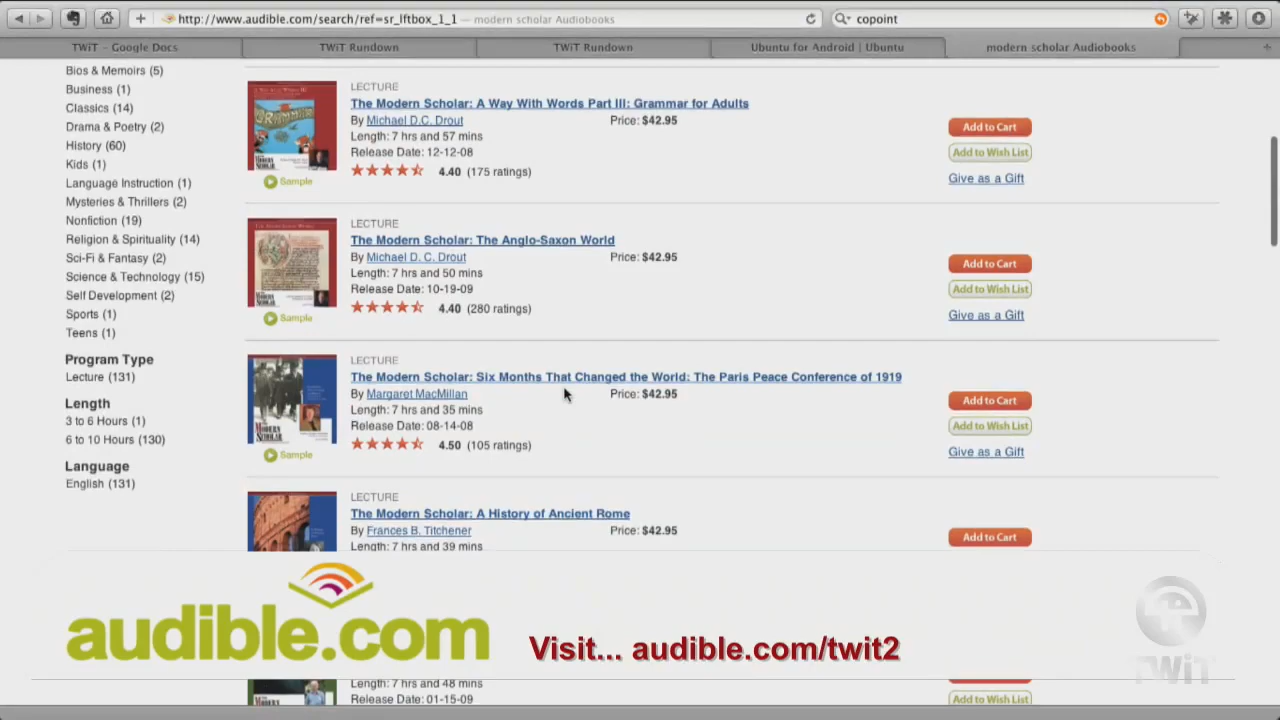 http://www.audible.com/search/ref=sr_lftbox_1_1 — modern scholar Audiobooks
copoint
TWiT – Google Docs
TWiT Rundown
TWiT Rundown
Ubuntu for Android | Ubuntu
modern scholar Audiobooks
Bios & Memoirs (5)
Business (1)
Classics (14)
Drama & Poetry (2)
History (60)
Kids (1)
Language Instruction (1)
Mysteries & Thrillers (2)
Nonfiction (19)
Religion & Spirituality (14)
Sci-Fi & Fantasy (2)
Science & Technology (15)
Self Development (2)
Sports (1)
Teens (1)
Program Type
Lecture (131)
Length
3 to 6 Hours (1)
6 to 10 Hours (130)
Language
English (131)
LECTURE
The Modern Scholar: A Way With Words Part III: Grammar for Adults
By Michael D.C. Drout
Price: $42.95
Length: 7 hrs and 57 mins
Release Date: 12-12-08
4.40 (175 ratings)
Sample
Add to Cart
Add to Wish List
Give as a Gift
LECTURE
The Modern Scholar: The Anglo-Saxon World
By Michael D. C. Drout
Price: $42.95
Length: 7 hrs and 50 mins
Release Date: 10-19-09
4.40 (280 ratings)
Sample
Add to Cart
Add to Wish List
Give as a Gift
LECTURE
The Modern Scholar: Six Months That Changed the World: The Paris Peace Conference of 1919
By Margaret MacMillan
Price: $42.95
Length: 7 hrs and 35 mins
Release Date: 08-14-08
4.50 (105 ratings)
Sample
Add to Cart
Add to Wish List
Give as a Gift
LECTURE
The Modern Scholar: A History of Ancient Rome
By Frances B. Titchener
Price: $42.95
Length: 7 hrs and 39 mins
Add to Cart
audible.com
Visit... audible.com/twit2
TWiT
Length: 7 hrs and 48 mins
Release Date: 01-15-09
Add to Wish List